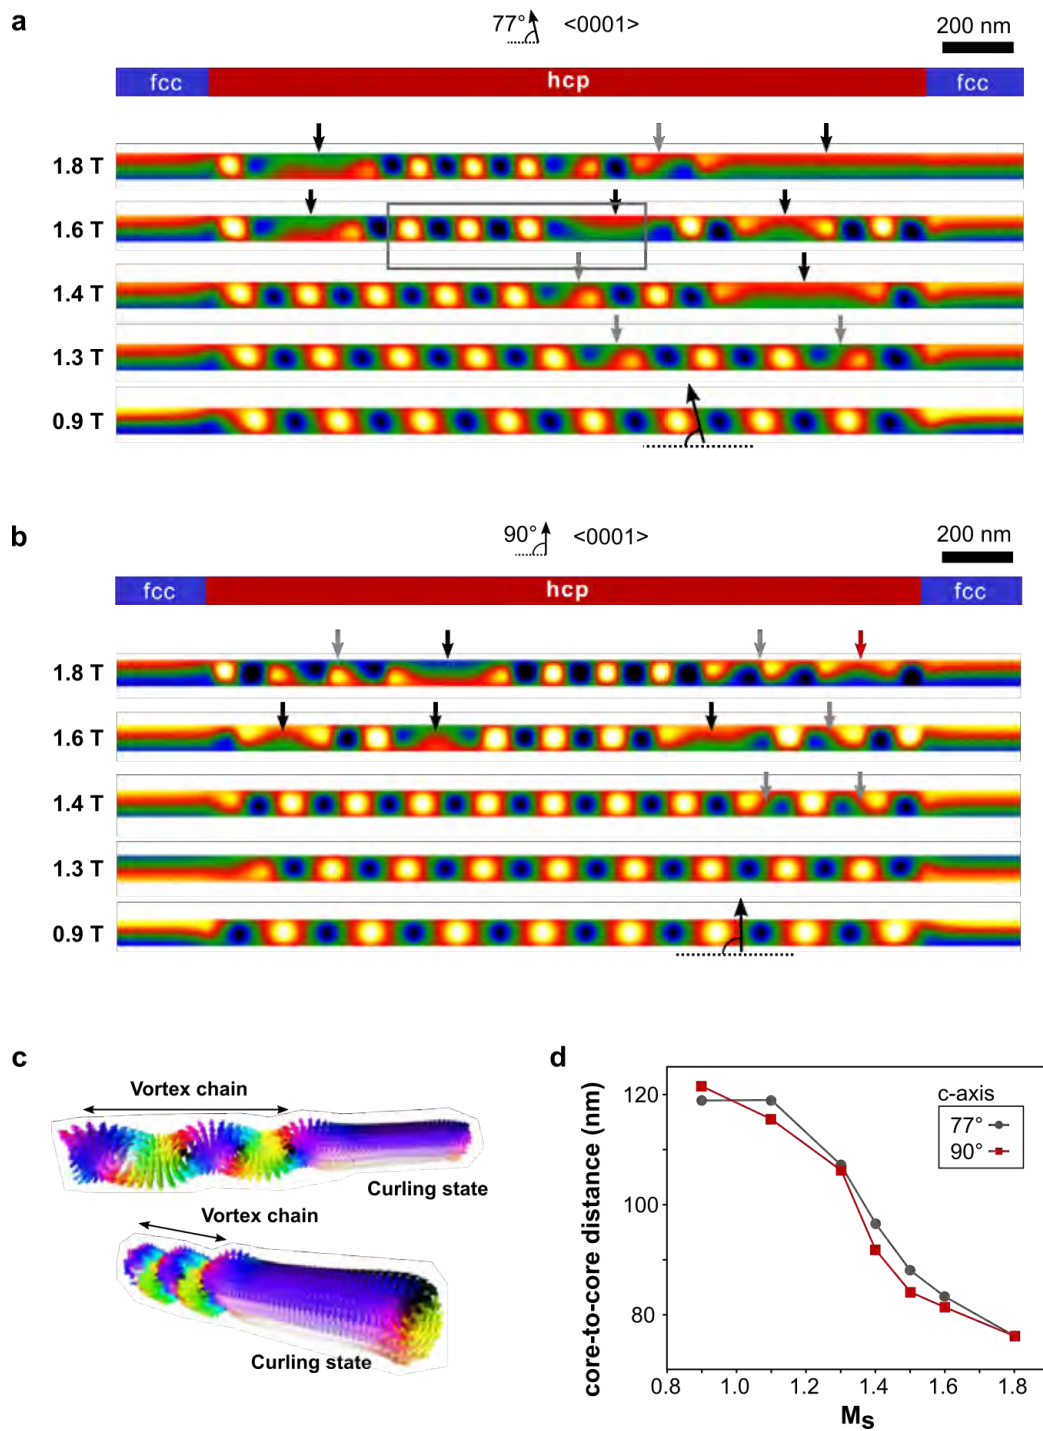 a
77° <0001>
200 nm
fcc hcp fcc
1.8 T
1.6 T
1.4 T
1.3 T
0.9 T
b
90° <0001>
200 nm
fcc hcp fcc
1.8 T
1.6 T
1.4 T
1.3 T
0.9 T
c
Vortex chain
Curling state
Vortex chain
Curling state
d
core-to-core distance (nm)
120
100
80
c-axis
77°
90°
0.8 1.0 1.2 1.4 1.6 1.8
Ms